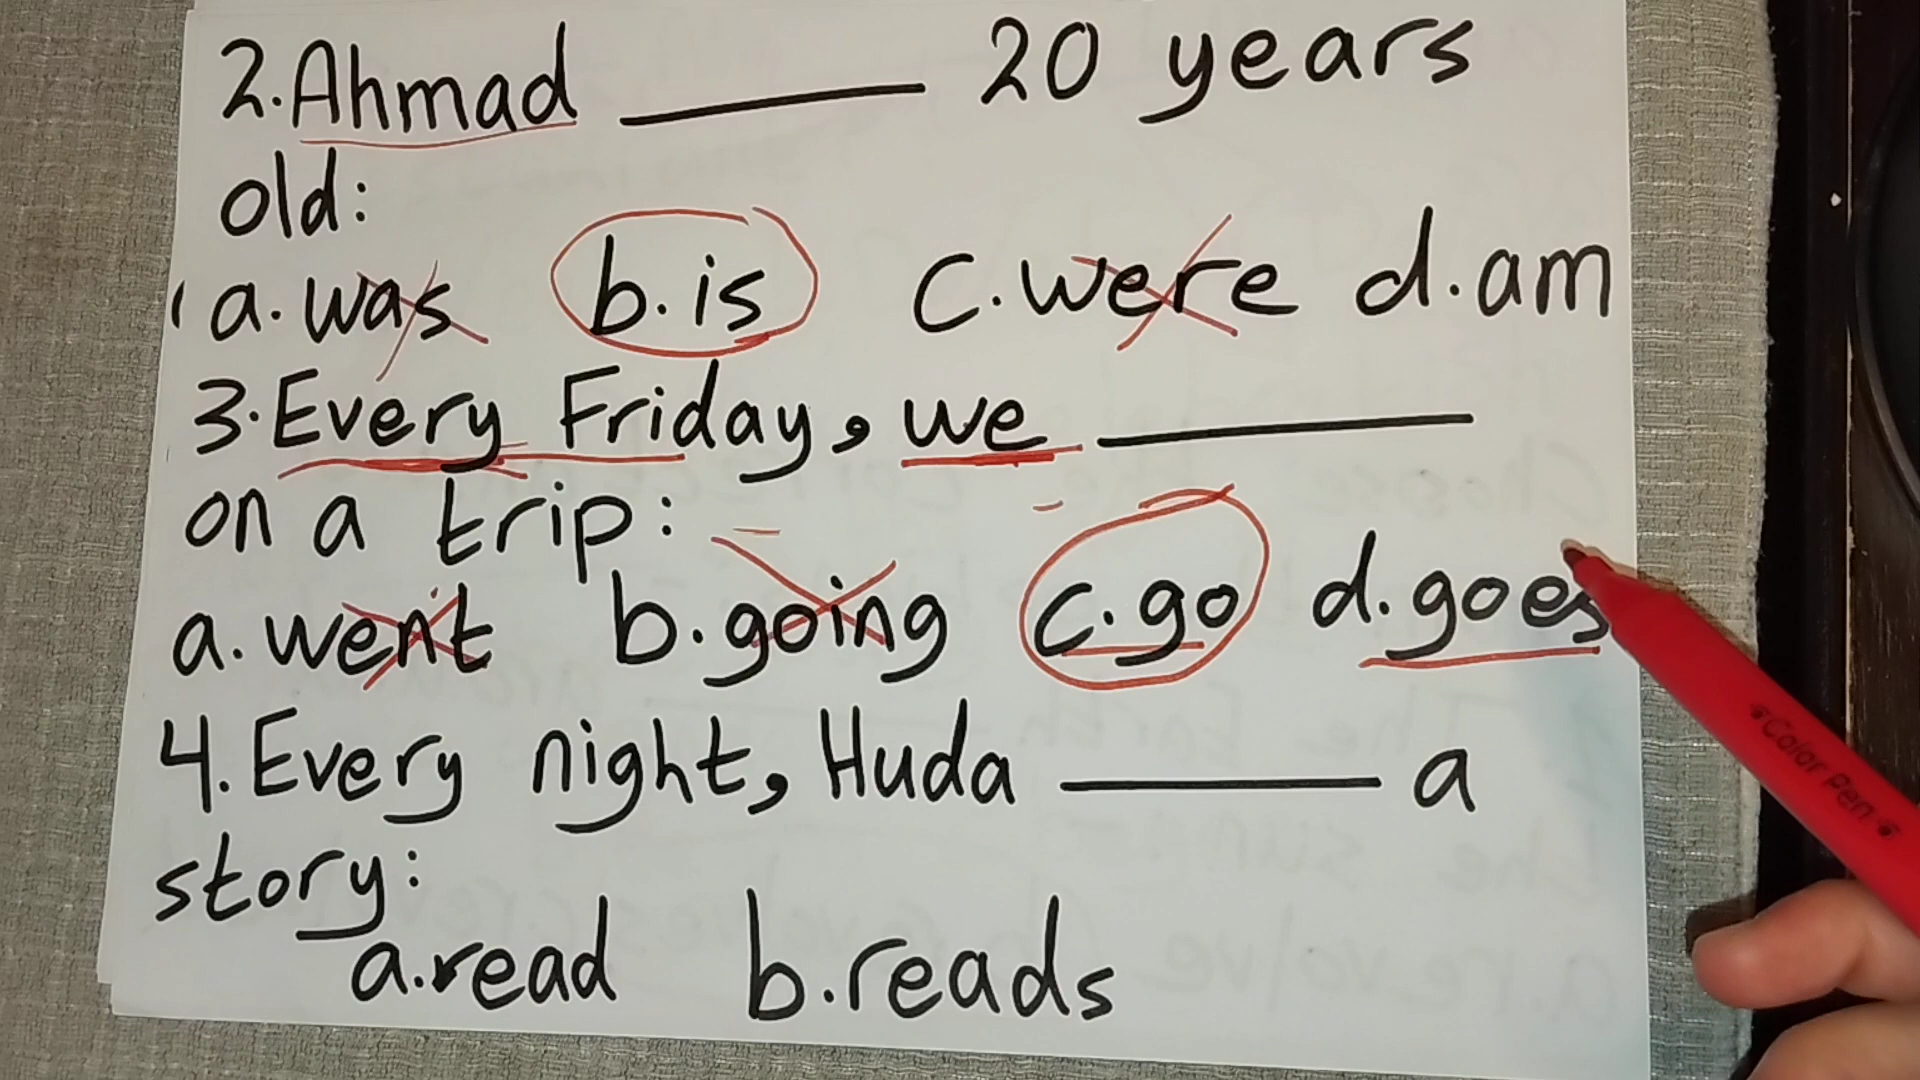 2.Ahmad ______ 20 years
old:
a.was b.is c.were d.am
3.Every Friday, we ______
on a trip:
a.went b.going c.go d.goes
4.Every night, Huda ______ a
story:
a.read b.reads
Color Pen